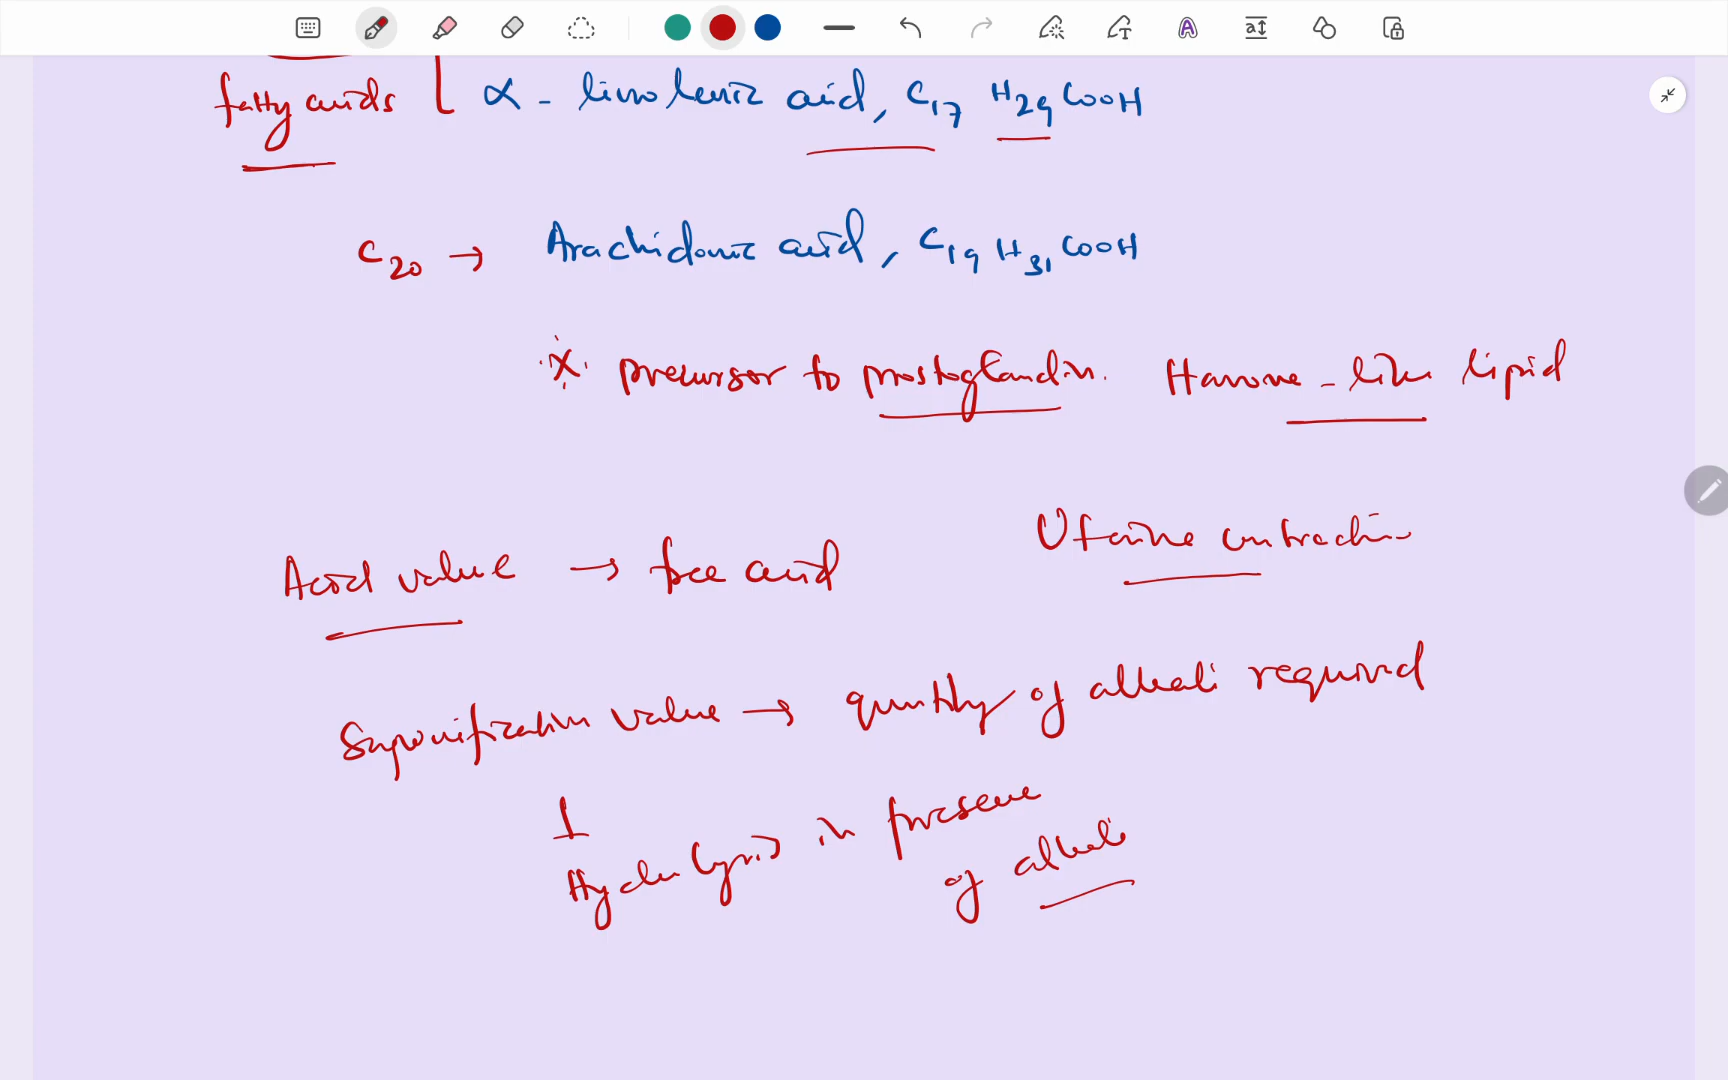 fatty acids α - linolenic acid, C17 H29 COOH
C20 → Arachidonic acid, C19 H31 COOH
* precursor to prostaglandin. Harmone - like lipid
Uterine contraction
Acid value → free acid
Saponification value → quantity of alkali required
Hydrolysis in presence
of alkali